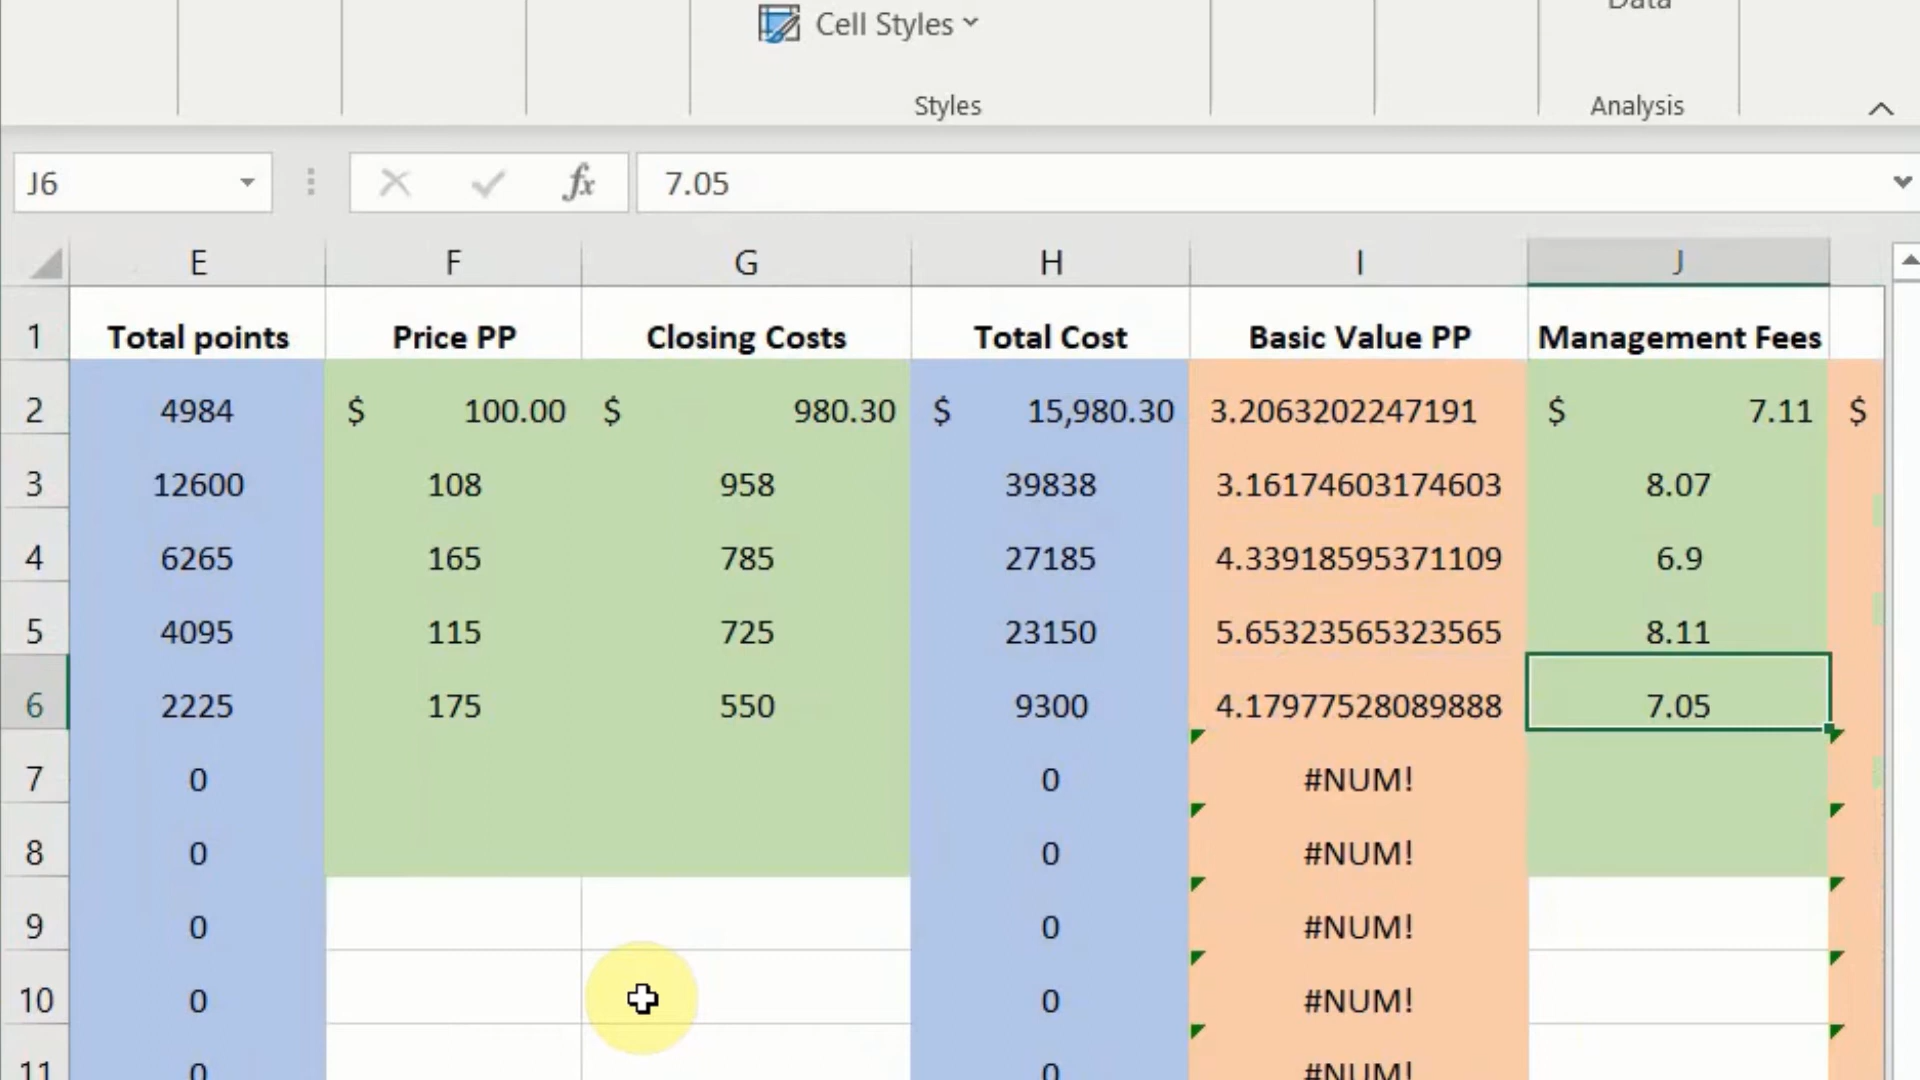 Data
Cell Styles
Styles
Analysis
J6
fx
7.05
E F G H I J
1 Total points Price PP Closing Costs Total Cost Basic Value PP Management Fees
2 4984 $ 100.00 $ 980.30 $ 15,980.30 3.2063202247191 $ 7.11 $
3 12600 108 958 39838 3.16174603174603 8.07
4 6265 165 785 27185 4.33918595371109 6.9
5 4095 115 725 23150 5.65323565323565 8.11
6 2225 175 550 9300 4.17977528089888 7.05
7 0 0 #NUM!
8 0 0 #NUM!
9 0 0 #NUM!
10 0 0 #NUM!
11 0 0 #NUM!